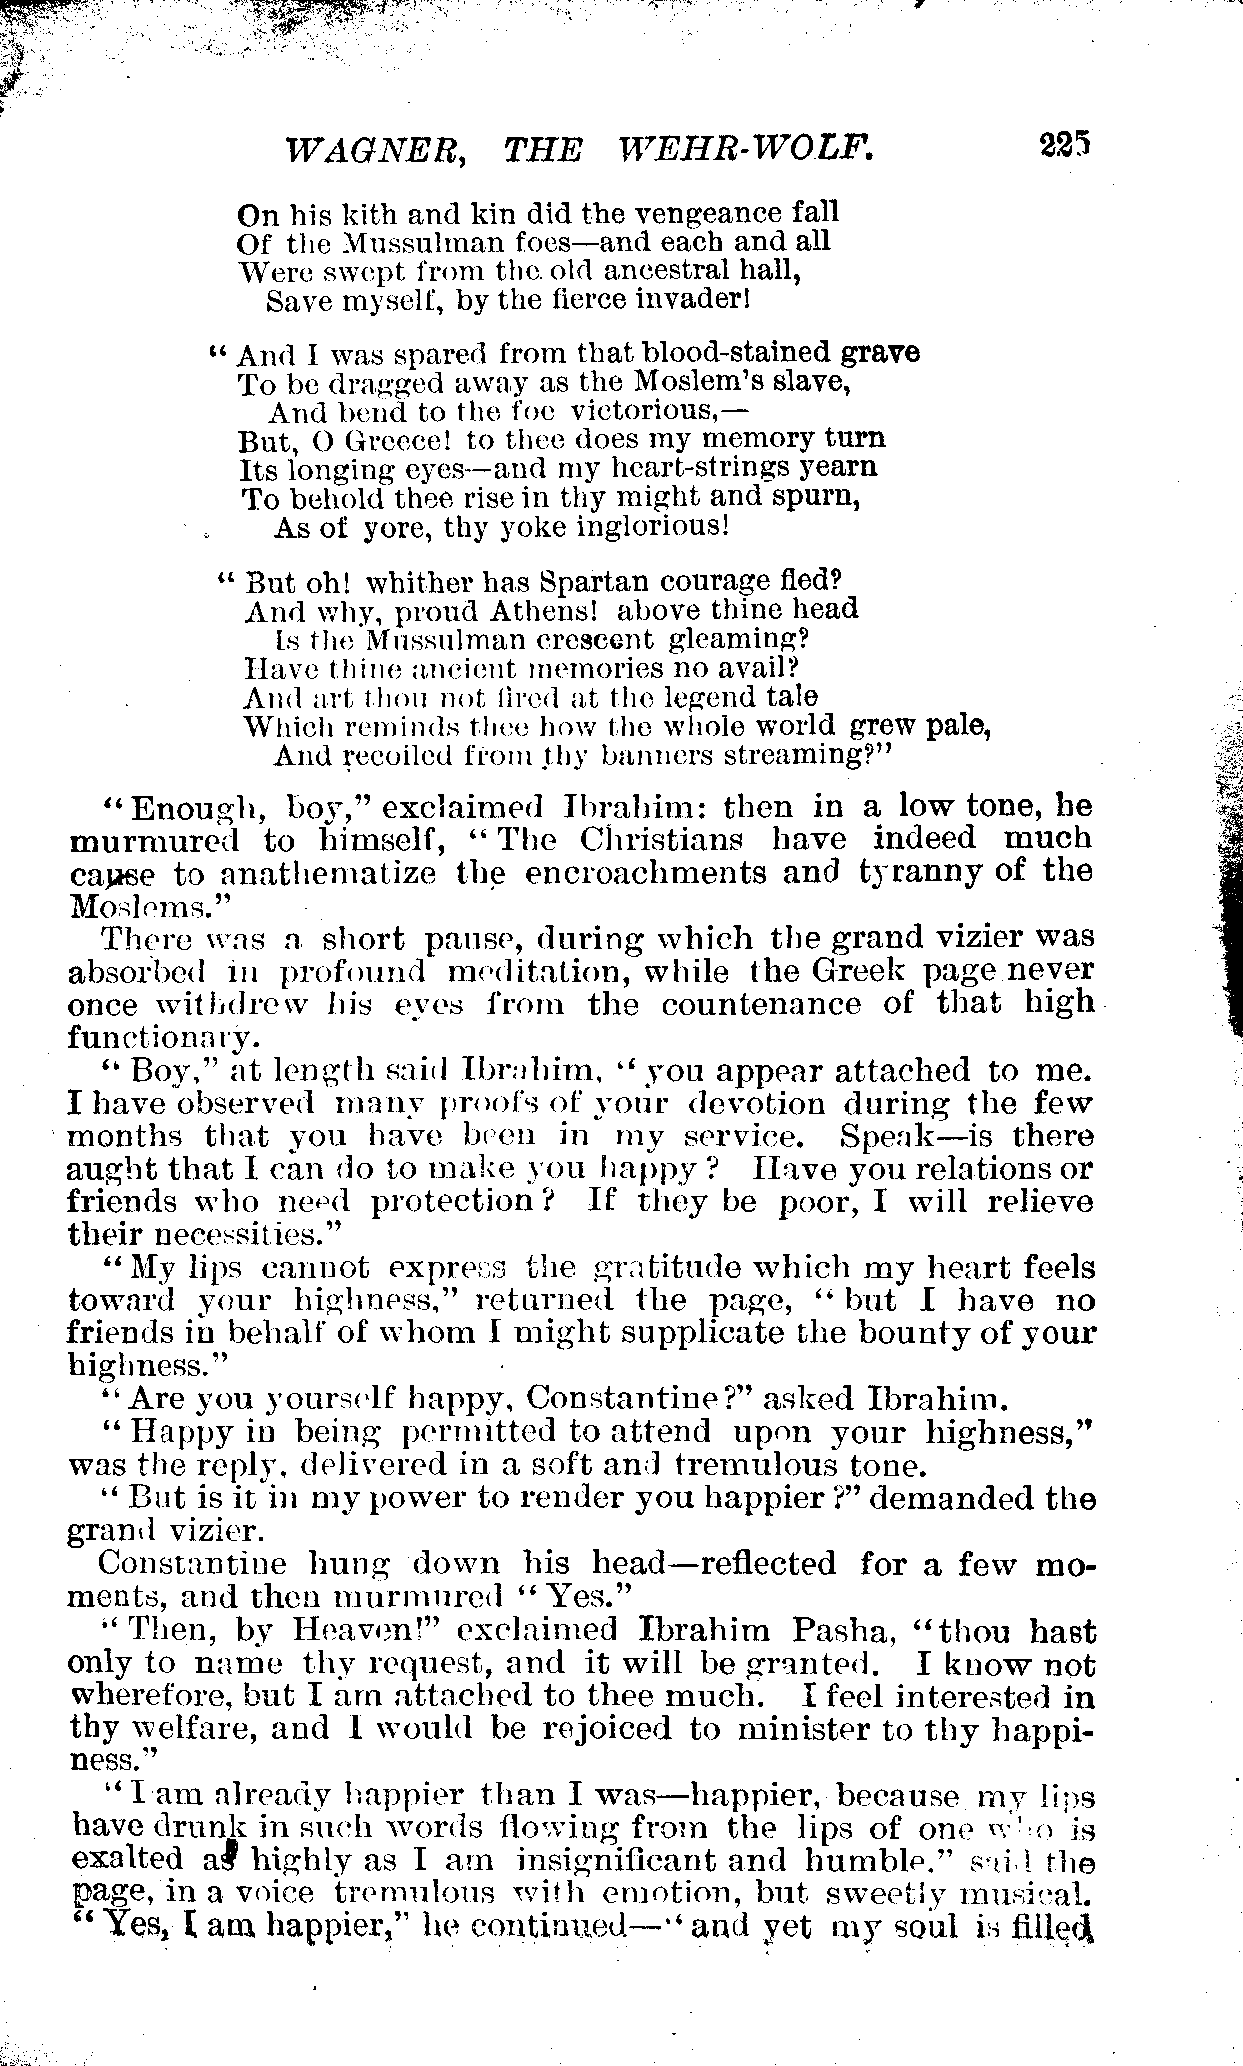 WAGNER, THE WEHR-WOLF. 225
On his kith and kin did the vengeance fall
Of the Mussulman foes—and each and all
Were swept from the old ancestral hall,
Save myself, by the fierce invader!
“ And I was spared from that blood-stained grave
To be dragged away as the Moslem’s slave,
And bend to the foe victorious,—
But, O Greece! to thee does my memory turn
Its longing eyes—and my heart-strings yearn
To behold thee rise in thy might and spurn,
As of yore, thy yoke inglorious!
“ But oh! whither has Spartan courage fled?
And why, proud Athens! above thine head
Is the Mussulman crescent gleaming?
Have thine ancient memories no avail?
And art thou not fired at the legend tale
Which reminds thee how the whole world grew pale,
And recoiled from thy banners streaming?”
“ Enough, boy,” exclaimed Ibrahim: then in a low tone, he
murmured to himself, “ The Christians have indeed much
cause to anathematize the encroachments and tyranny of the
Moslems.”
There was a short pause, during which the grand vizier was
absorbed in profound meditation, while the Greek page never
once withdrew his eyes from the countenance of that high
functionary.
“ Boy,” at length said Ibrahim, “ you appear attached to me.
I have observed many proofs of your devotion during the few
months that you have been in my service. Speak—is there
aught that I can do to make you happy ? Have you relations or
friends who need protection ? If they be poor, I will relieve
their necessities.”
“ My lips cannot express the gratitude which my heart feels
toward your highness,” returned the page, “ but I have no
friends in behalf of whom I might supplicate the bounty of your
highness.”
“ Are you yourself happy, Constantine ?” asked Ibrahim.
“ Happy in being permitted to attend upon your highness,”
was the reply, delivered in a soft and tremulous tone.
“ But is it in my power to render you happier ?” demanded the
grand vizier.
Constantine hung down his head—reflected for a few mo-
ments, and then murmured “ Yes.”
“ Then, by Heaven!” exclaimed Ibrahim Pasha, “thou hast
only to name thy request, and it will be granted. I know not
wherefore, but I am attached to thee much. I feel interested in
thy welfare, and I would be rejoiced to minister to thy happi-
ness.”
“ I am already happier than I was—happier, because my lips
have drunk in such words flowing from the lips of one who is
exalted as highly as I am insignificant and humble.” said the
page, in a voice tremulous with emotion, but sweetly musical.
“ Yes, I am happier,” he continued—“ and yet my soul is filled